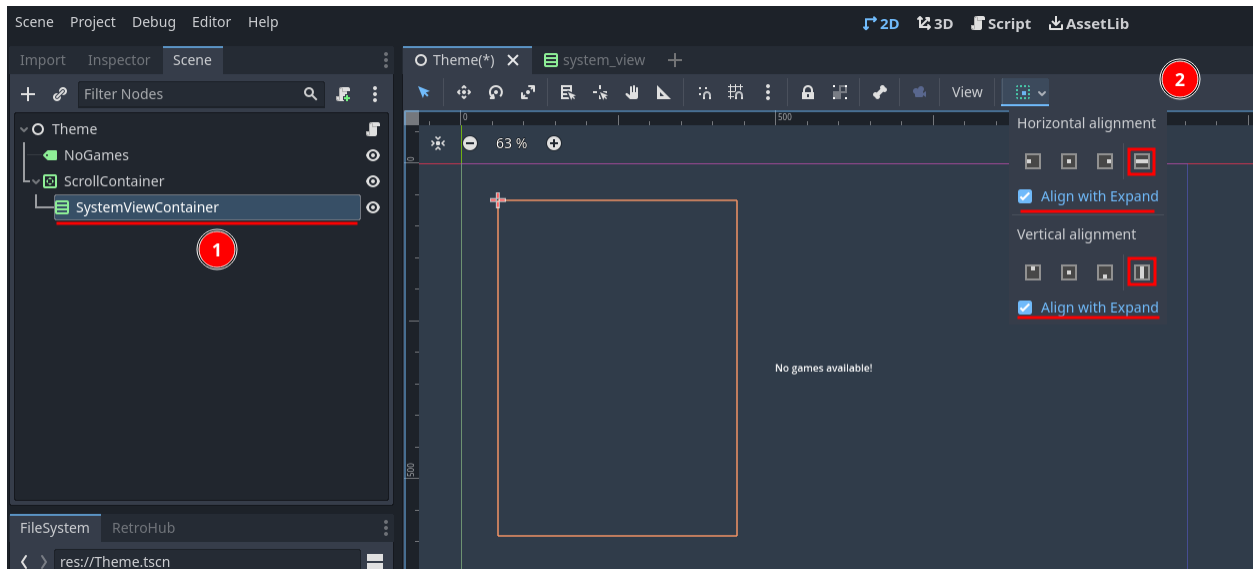 Scene Project Debug Editor Help
2D 3D Script AssetLib
Import Inspector Scene
Theme(*) system_view
Filter Nodes
View
2
Theme
NoGames
ScrollContainer
SystemViewContainer
1
0
500
63 %
0
500
Horizontal alignment
Align with Expand
Vertical alignment
Align with Expand
No games available!
FileSystem RetroHub
res://Theme.tscn